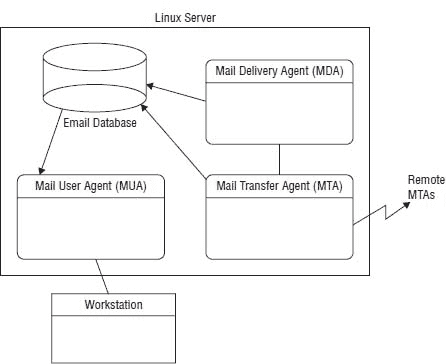 Linux Server
Mail Delivery Agent (MDA)
Email Database
Mail User Agent (MUA)
Mail Transfer Agent (MTA)
Remote
MTAs
Workstation